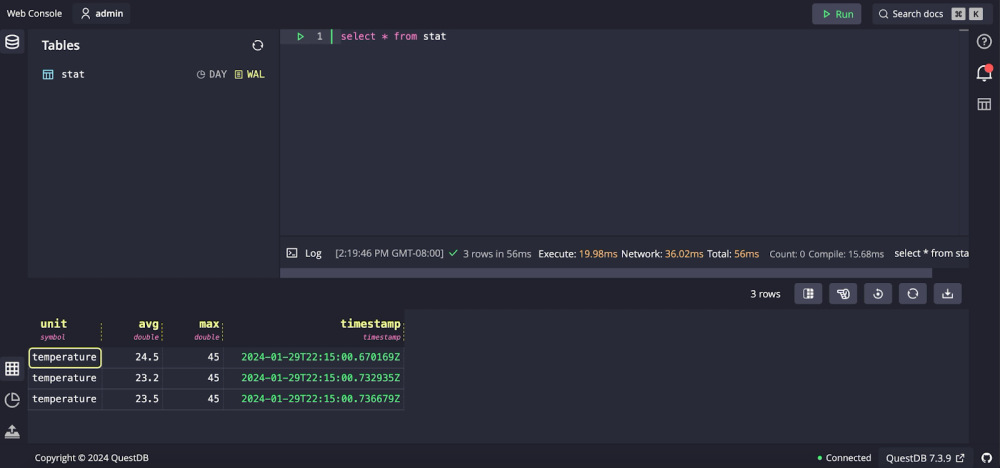 Web Console admin Run Search docs ⌘ K
Tables
stat DAY WAL
1 select * from stat
Log [2:19:46 PM GMT-08:00] 3 rows in 56ms Execute: 19.98ms Network: 36.02ms Total: 56ms Count: 0 Compile: 15.68ms select * from sta
3 rows
unit avg max timestamp
symbol double double timestamp
temperature 24.5 45 2024-01-29T22:15:00.670169Z
temperature 23.2 45 2024-01-29T22:15:00.732935Z
temperature 23.5 45 2024-01-29T22:15:00.736679Z
Copyright © 2024 QuestDB Connected QuestDB 7.3.9